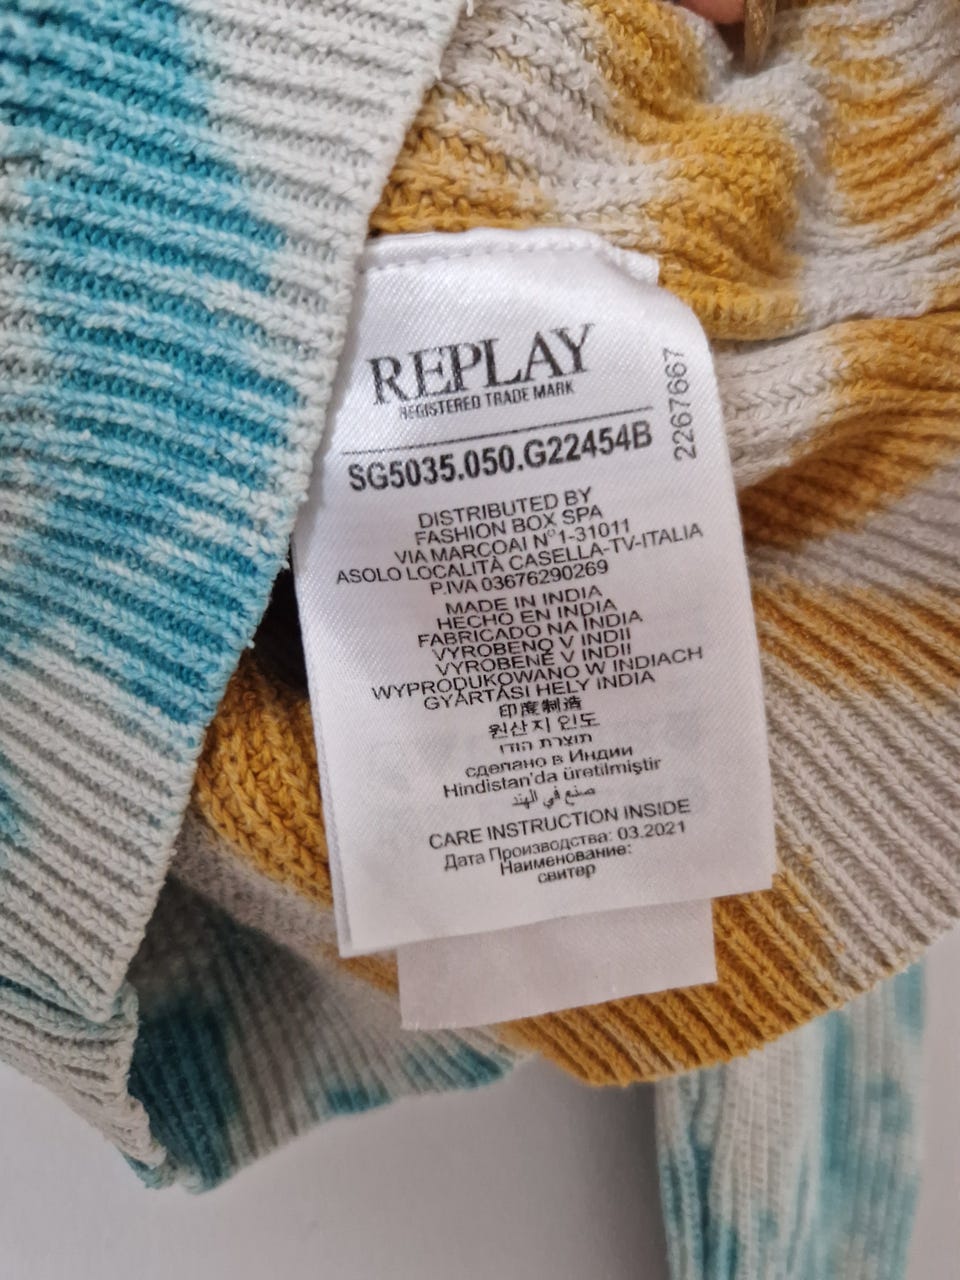 REPLAY
REGISTERED TRADE MARK
2267667
SG5035.050.G22454B
DISTRIBUTED BY
FASHION BOX SPA
VIA MARCOAI N°1-31011
ASOLO LOCALITÀ CASELLA-TV-ITALIA
P.IVA 03676290269
MADE IN INDIA
HECHO EN INDIA
FABRICADO NA INDIA
VYROBENO V INDII
VYROBENÉ V INDII
WYPRODUKOWANO W INDIACH
GYÁRTÁSI HELY INDIA
印度制造
원산지 인도
תוצרת הודו
сделано в Индии
Hindistan'da üretilmiştir
صنع في الهند
CARE INSTRUCTION INSIDE
Дата Производства: 03.2021
Наименование:
свитер